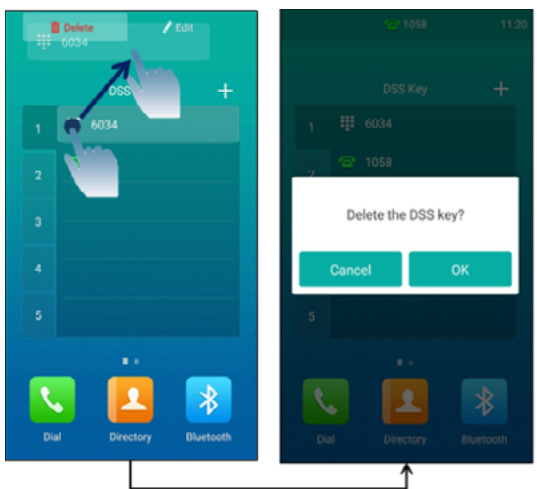 Delete Edit
6034
DSS
+
1 6034
2
3
4
5
Dial Directory Bluetooth
1058 11:20
DSS Key +
1 6034
2 1058
Delete the DSS key?
Cancel OK
5
Dial Directory Bluetooth